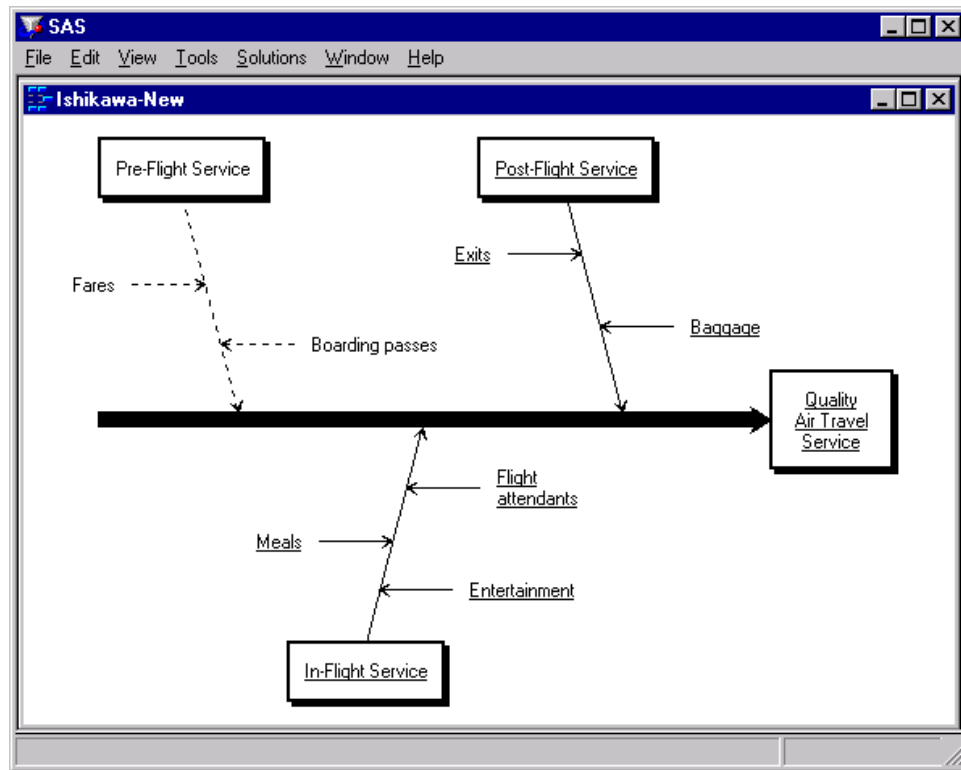 SAS
File Edit View Tools Solutions Window Help
Ishikawa-New
Pre-Flight Service
Post-Flight Service
Exits
Fares
Baggage
Boarding passes
Quality
Air Travel
Service
Flight
attendants
Meals
Entertainment
In-Flight Service